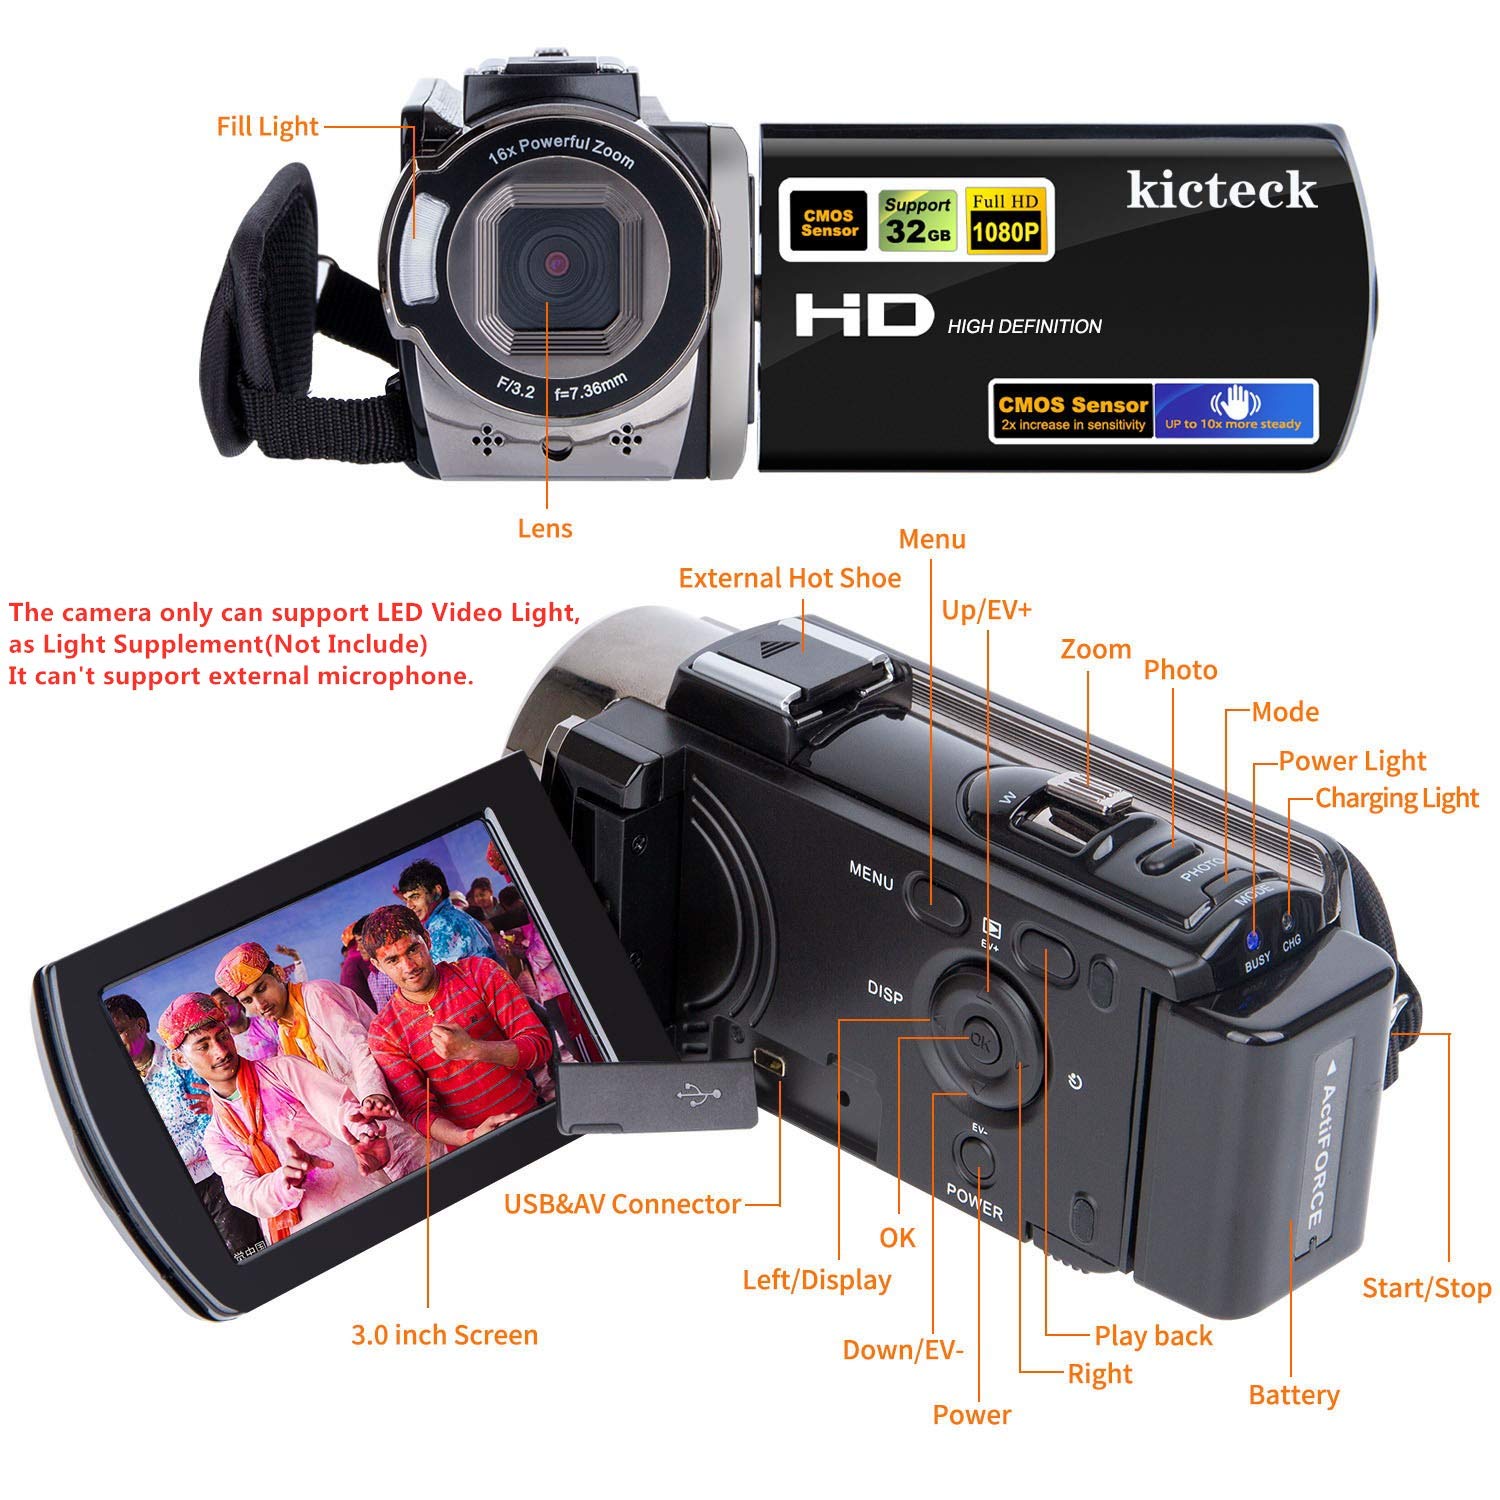 Fill Light
16x Powerful Zoom
F/3.2 f=7.36mm
Lens
CMOS
Sensor
Support
32GB
Full HD
1080P
kicteck
HD HIGH DEFINITION
CMOS Sensor
2x increase in sensitivity
UP to 10x more steady
The camera only can support LED Video Light,
as Light Supplement(Not Include)
It can't support external microphone.
Menu
External Hot Shoe
Up/EV+
Zoom
Photo
Mode
Power Light
Charging Light
W
PHOTO
MODE
MENU
EV+
BUSY
CHG
DISP
OK
EV-
POWER
ActiFORCE
USB&AV Connector
OK
Left/Display
Start/Stop
3.0 inch Screen
Down/EV-
Play back
Right
Battery
Power